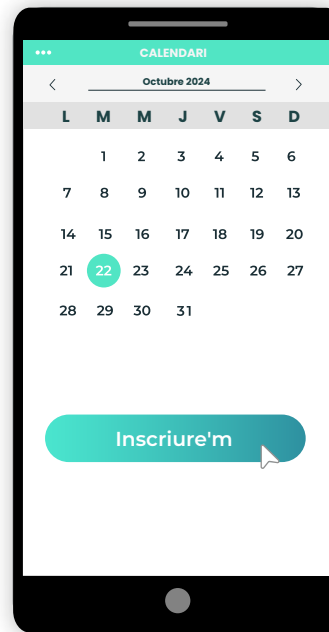 CALENDARI
Octubre 2024
L M M J V S D
1 2 3 4 5 6
7 8 9 10 11 12 13
14 15 16 17 18 19 20
21 22 23 24 25 26 27
28 29 30 31
Inscriure'm